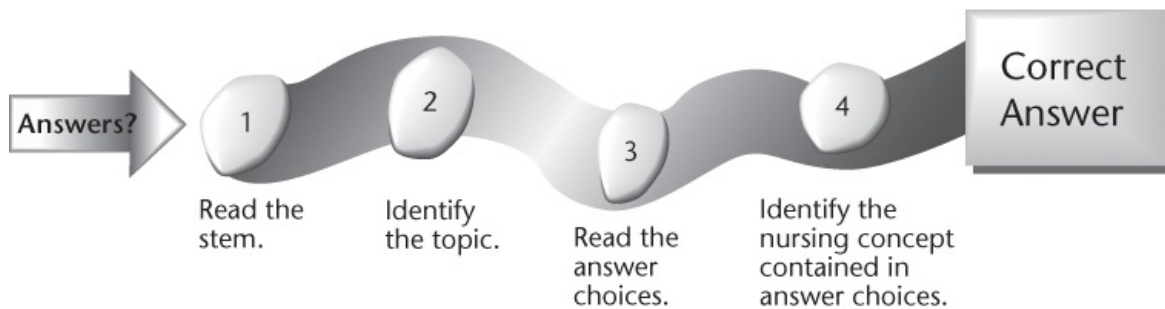 Answers?
1
Read the
stem.
2
Identify
the topic.
3
Read the
answer
choices.
4
Identify the
nursing concept
contained in
answer choices.
Correct
Answer